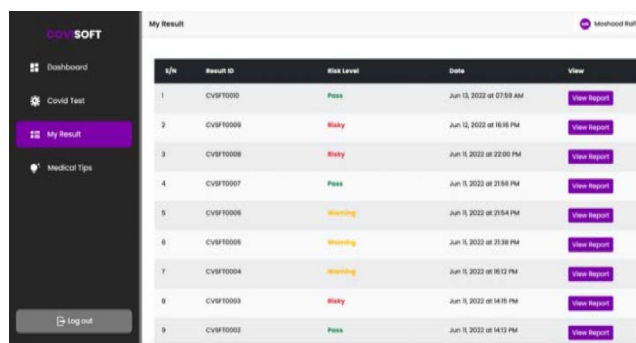 COVISOFT
Dashboard
Covid Test
My Result
Medical Tips
Log out
My Result
Moshood Rafi
S/N Result ID Risk Level Date View
1 CVSFT0010 Pass Jun 13, 2022 at 07:59 AM View Report
2 CVSFT0009 Risky Jun 12, 2022 at 16:16 PM View Report
3 CVSFT0008 Risky Jun 11, 2022 at 22:00 PM View Report
4 CVSFT0007 Pass Jun 11, 2022 at 21:56 PM View Report
5 CVSFT0006 Warning Jun 11, 2022 at 21:54 PM View Report
6 CVSFT0005 Warning Jun 11, 2022 at 21:38 PM View Report
7 CVSFT0004 Warning Jun 11, 2022 at 16:12 PM View Report
8 CVSFT0003 Risky Jun 11, 2022 at 14:15 PM View Report
9 CVSFT0002 Pass Jun 11, 2022 at 14:13 PM View Report